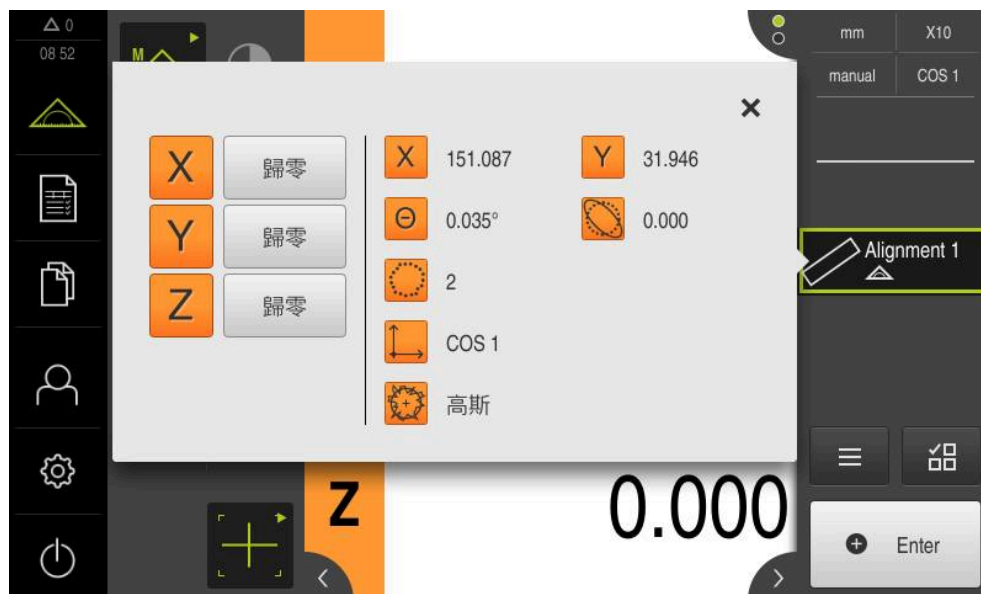 △ 0
08 52
M
mm
X10
manual
COS 1
X
歸零
X
151.087
Y
31.946
Y
歸零
Θ
0.035°
0.000
Z
歸零
2
COS 1
高斯
Alignment 1
Z
0.000
Enter